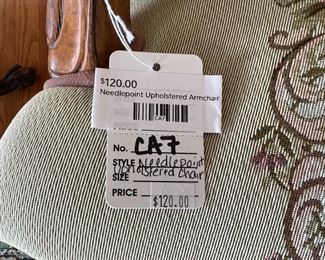 $120.00
Needlepoint Upholstered Armchair
CA7
No. CA7
STYLE Needlepoint
SIZE Upholstered Chair
PRICE $120.00